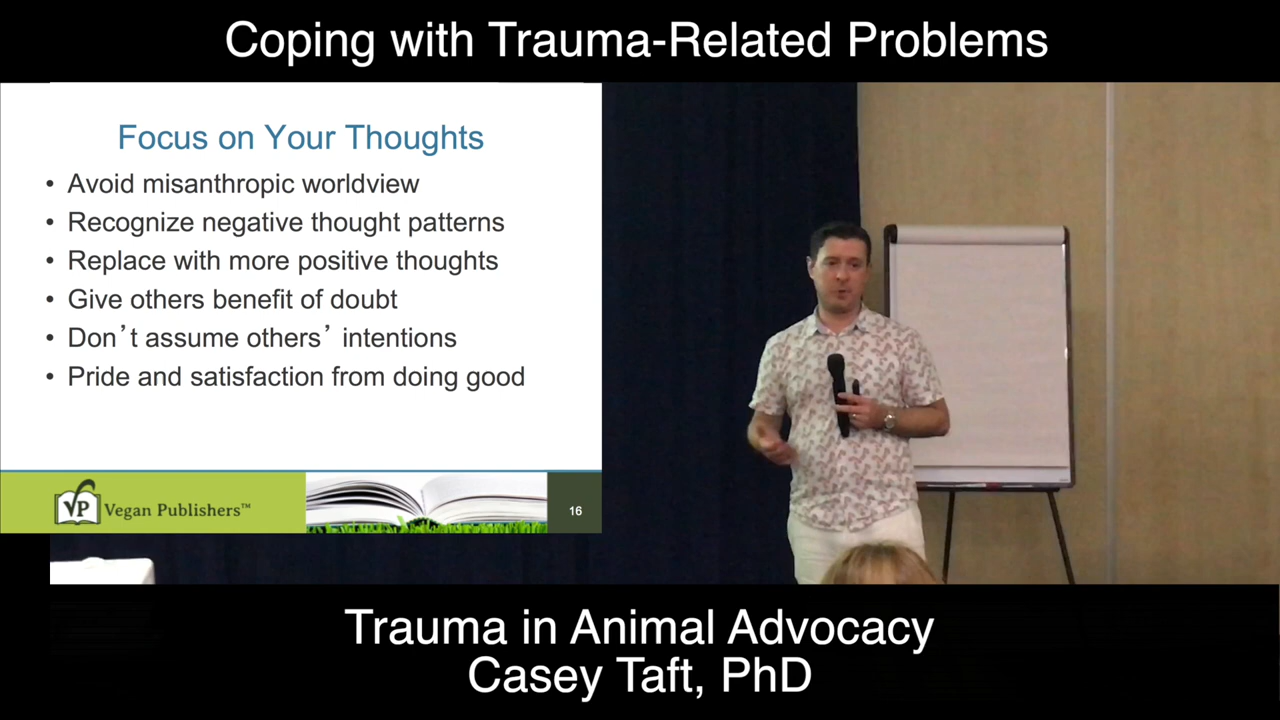 Coping with Trauma-Related Problems
Focus on Your Thoughts
• Avoid misanthropic worldview
• Recognize negative thought patterns
• Replace with more positive thoughts
• Give others benefit of doubt
• Don’t assume others’ intentions
• Pride and satisfaction from doing good
VP Vegan Publishers™
16
Trauma in Animal Advocacy
Casey Taft, PhD